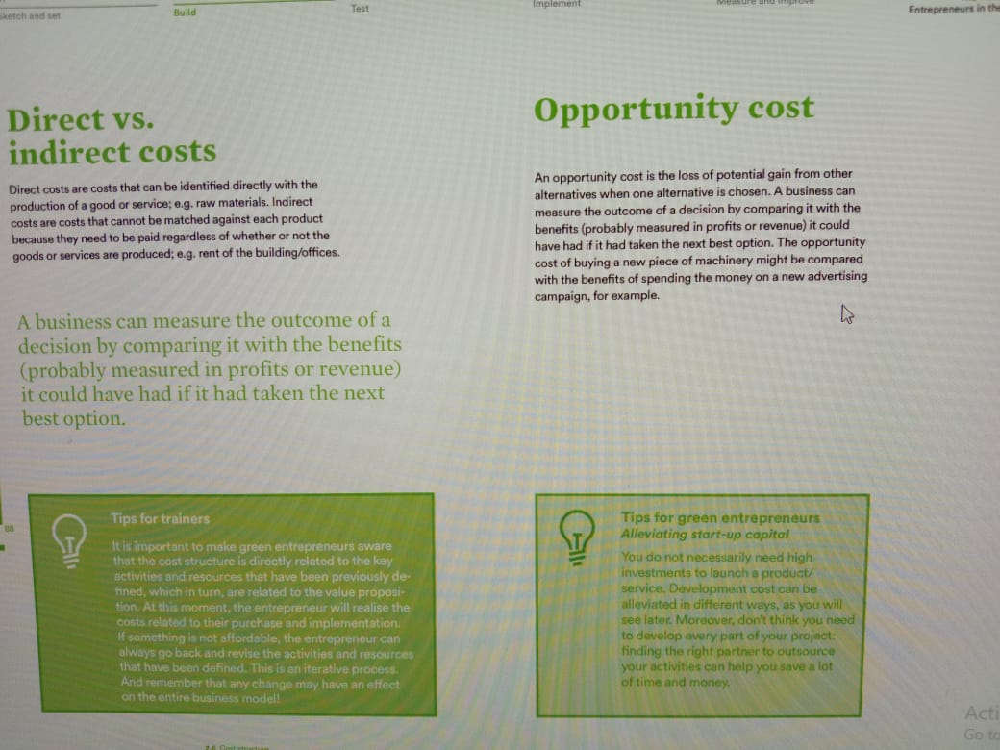 Sketch and set
Build
Test
Implement
Measure and improve
Entrepreneurs in the
Direct vs.
indirect costs
Direct costs are costs that can be identified directly with the
production of a good or service; e.g. raw materials. Indirect
costs are costs that cannot be matched against each product
because they need to be paid regardless of whether or not the
goods or services are produced; e.g. rent of the building/offices.
A business can measure the outcome of a
decision by comparing it with the benefits
(probably measured in profits or revenue)
it could have had if it had taken the next
best option.
Opportunity cost
An opportunity cost is the loss of potential gain from other
alternatives when one alternative is chosen. A business can
measure the outcome of a decision by comparing it with the
benefits (probably measured in profits or revenue) it could
have had if it had taken the next best option. The opportunity
cost of buying a new piece of machinery might be compared
with the benefits of spending the money on a new advertising
campaign, for example.
88
T
Tips for trainers
It is important to make green entrepreneurs aware
that the cost structure is directly related to the key
activities and resources that have been previously de-
fined, which in turn, are related to the value proposi-
tion. At this moment, the entrepreneur will realise the
costs related to their purchase and implementation.
If something is not affordable, the entrepreneur can
always go back and revise the activities and resources
that have been defined. This is an iterative process.
And remember that any change may have an effect
on the entire business model!
T
Tips for green entrepreneurs
Alleviating start-up capital
You do not necessarily need high
investments to launch a product/
service. Development cost can be
alleviated in different ways, as you will
see later. Moreover, don't think you need
to develop every part of your project:
finding the right partner to outsource
your activities can help you save a lot
of time and money.
2.6 Cost structure
Acti
Go to